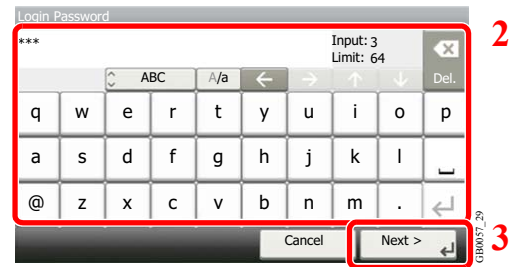 Login Password
***
Input: 3
Limit: 64
2
ABC A/a ← → ↑ ↓ Del.
q w e r t y u i o p
a s d f g h j k l
@ z x c v b n m .
Cancel Next > 3
GB0057_29